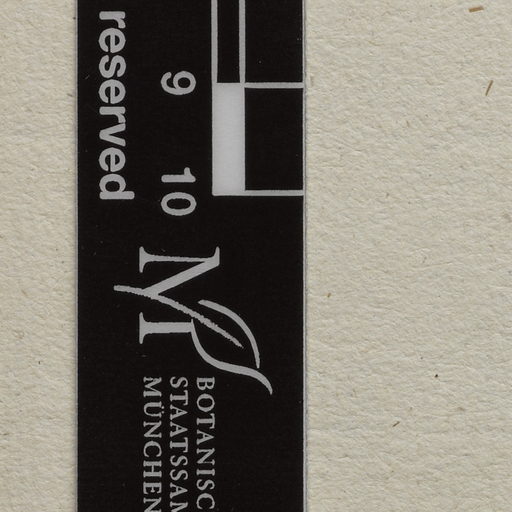 reserved
9 10
M
BOTANISC
STAATSSAM
MÜNCHEN